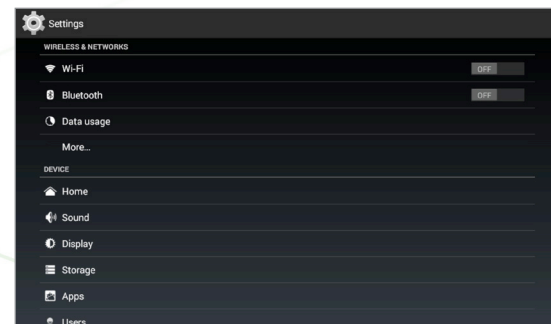 Settings
WIRELESS & NETWORKS
Wi-Fi OFF
Bluetooth OFF
Data usage
More...
DEVICE
Home
Sound
Display
Storage
Apps
Users